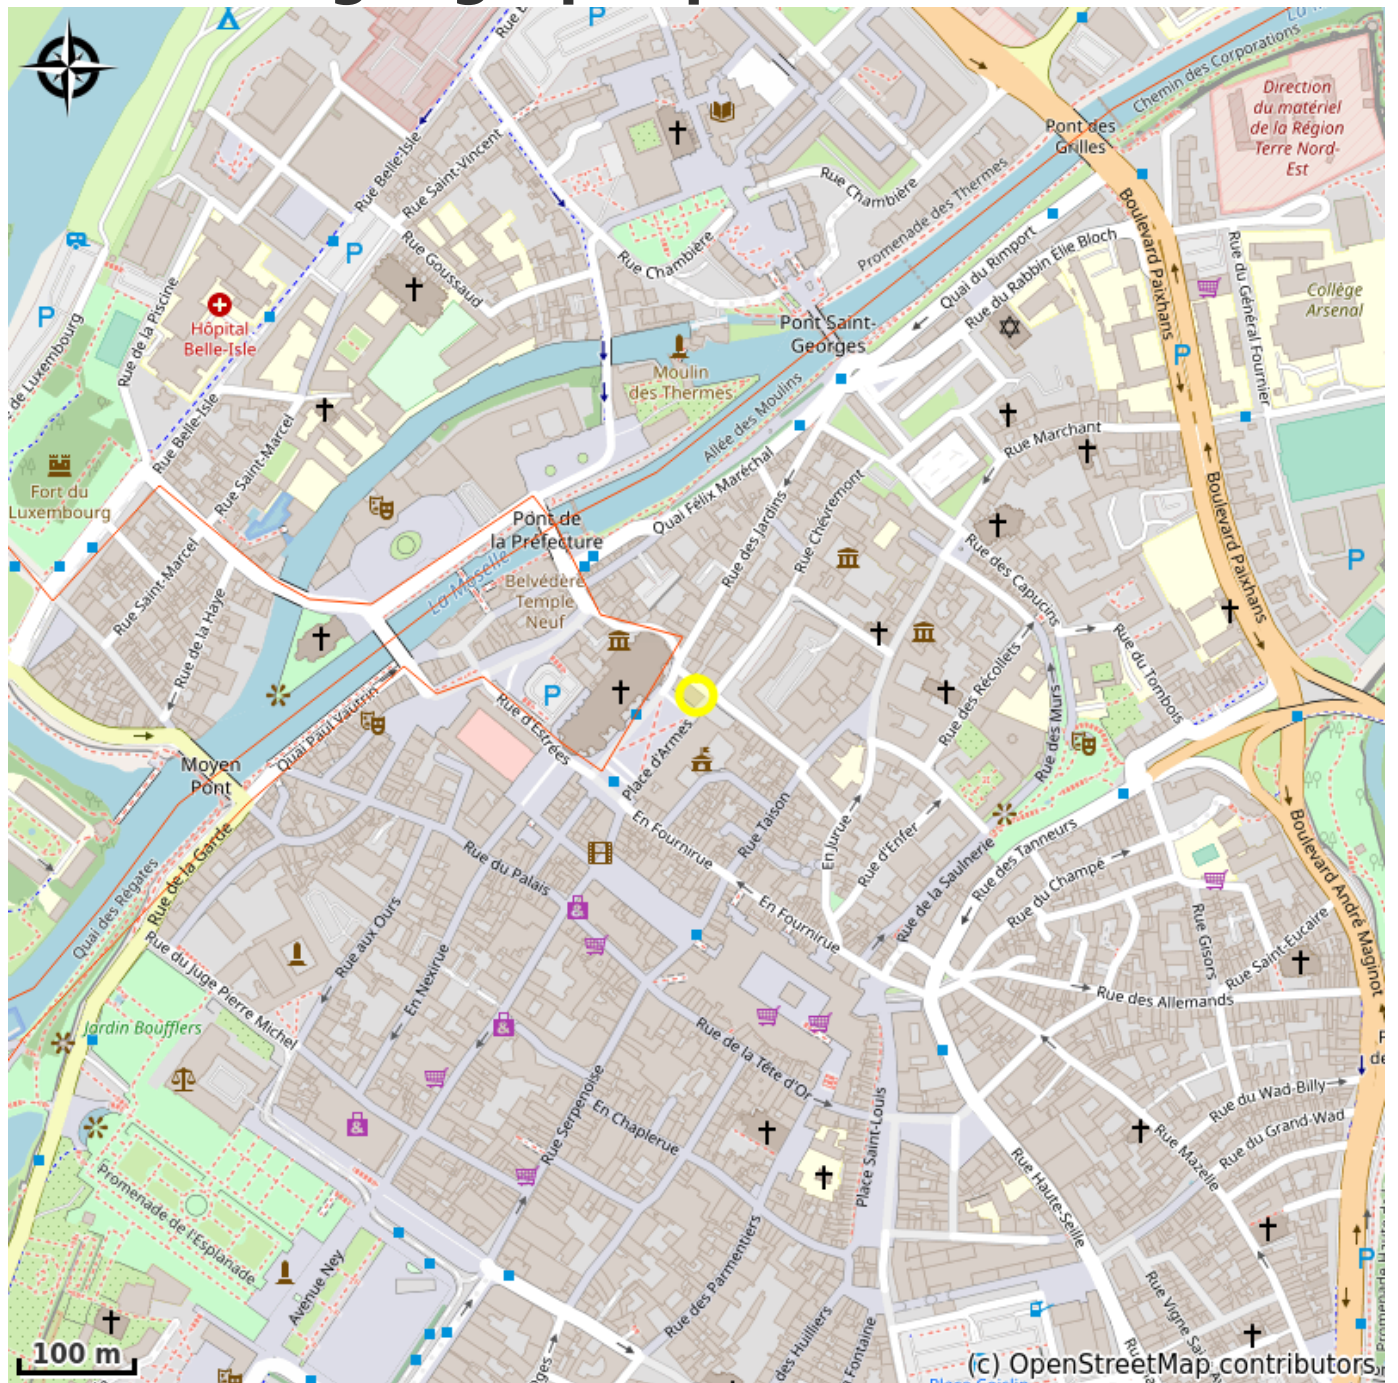 Rue Belle-Isle
Rue Saint-Vincent
Chemin des Corporations
Direction
du matériel
de la Région
Terre Nord-
Est
Pont des
Grilles
Rue Chambière
Promenade des Thermes
Rue Goussaud
Rue Chambière
Quai du Rimport
Rue du Rabbin Élie Bloch
Boulevard Paixhans
Rue du Général Fournier
Collège
Arsenal
Rue de la Piscine
Hôpital
Belle-Isle
de Luxembourg
Pont Saint-
Georges
Moulin
des Thermes
Allée des Moulins
Rue Belle-Isle
Rue Saint-Marcel
Rue Marchant
Quai Félix Maréchal
Fort du
Luxembourg
Pont de
la Préfecture
Rue des Jardins
Rue Chèvremont
Boulevard Paixhans
La Moselle
Belvédère
Temple
Neuf
Rue Saint-Marcel
Rue de la Haye
Rue des Capucins
Rue du Tombois
Rue des Récollets
Rue des Murs
Quai Paul Vautrin
Rue d'Estrées
Place d'Armes
Moyen
Pont
En Fournirue
Rue Taison
En Jurue
Rue d'Enfer
Rue de la Saulnerie
Rue des Tanneurs
Rue du Champé
Boulevard André Maginot
Rue du Palais
Rue de la Garde
Quai des Régates
En Fournirue
Rue aux Ours
En Nexirue
Rue du Juge Pierre Michel
Rue Gisors
Rue Saint-Eucaire
Rue des Allemands
Jardin Boufflers
Rue de la Tête d'Or
Rue Serpenoise
En Chaplerue
Place Saint-Louis
Rue du Wad-Billy
Rue du Grand-Wad
Rue Mazelle
Rue Haute-Seille
Promenade de l'Esplanade
Avenue Ney
Rue des Parmentiers
Rue Vigne Sa
des Huilliers
Fontaine
100 m
(c) OpenStreetMap contributors